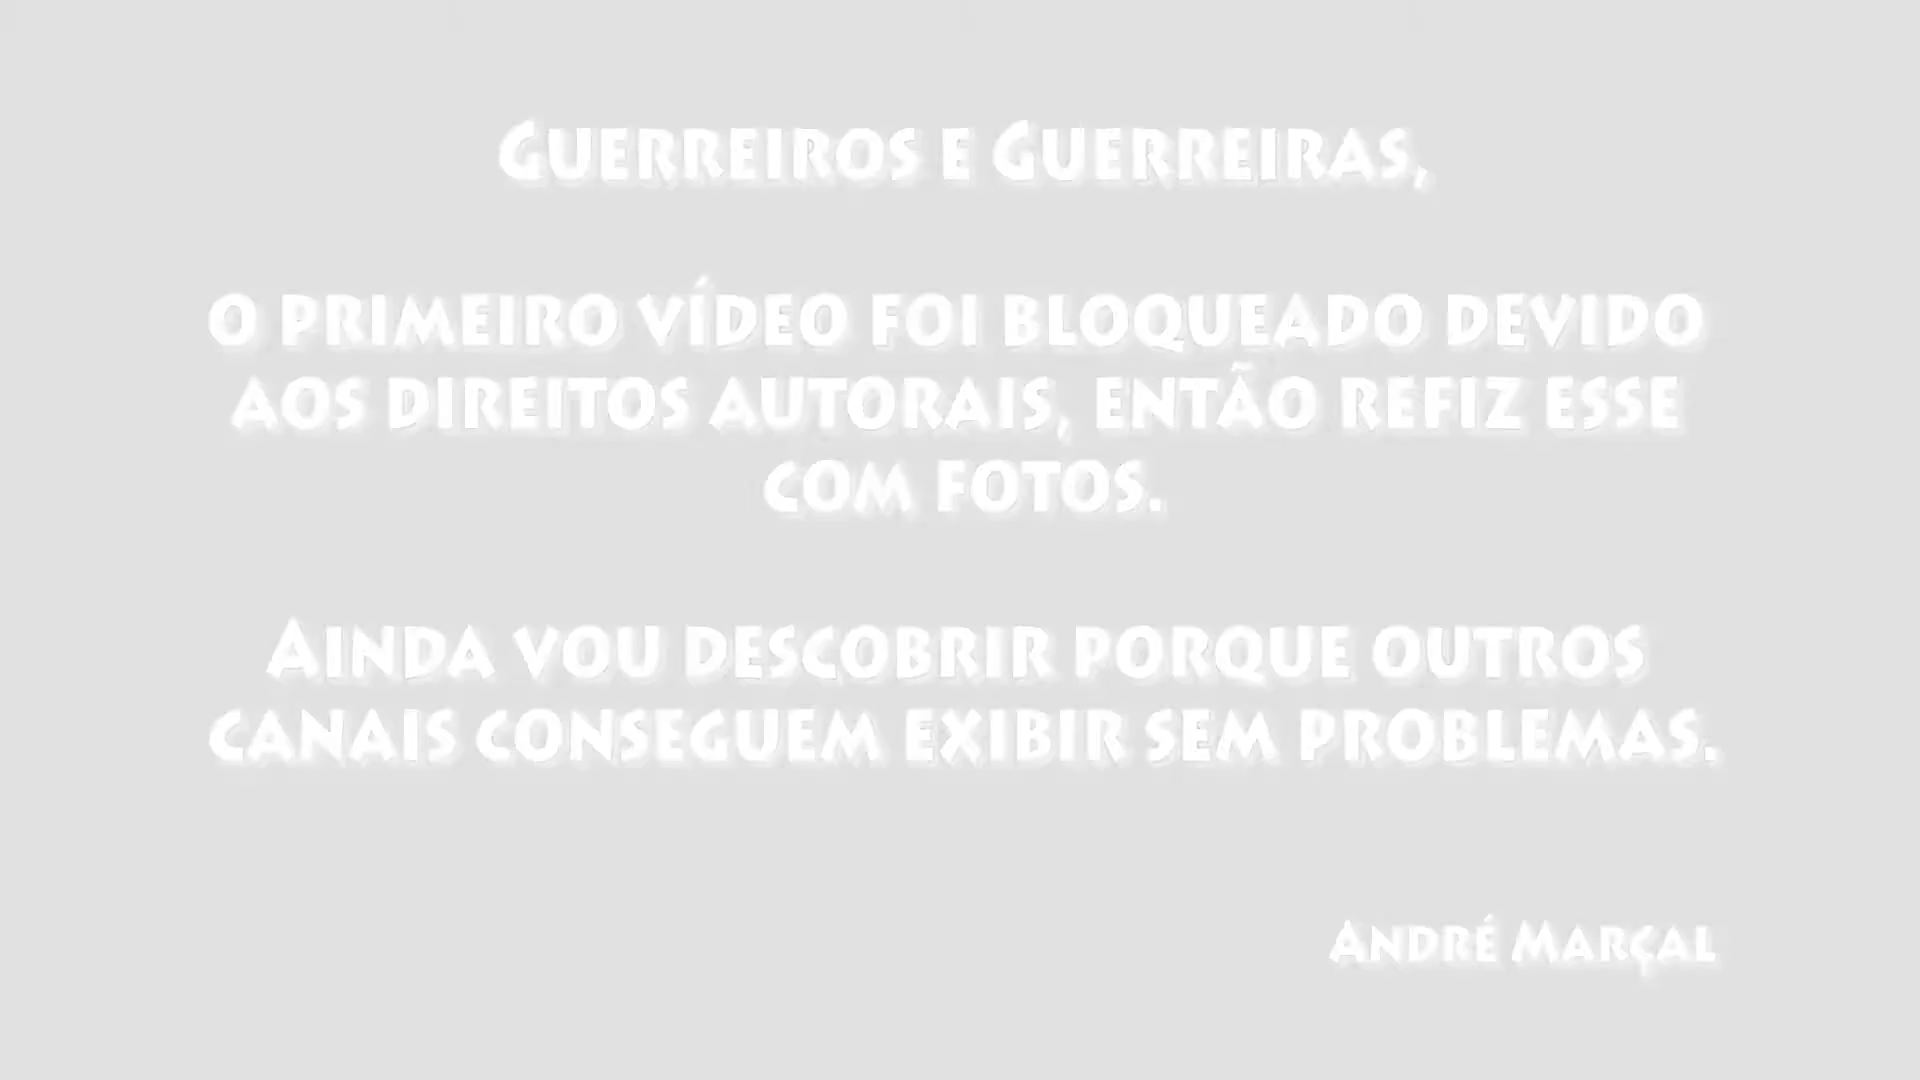 Guerreiros e Guerreiras,
o primeiro vídeo foi bloqueado devido
aos direitos autorais, então refiz esse
com fotos.
Ainda vou descobrir porque outros
canais conseguem exibir sem problemas.
André Marçal